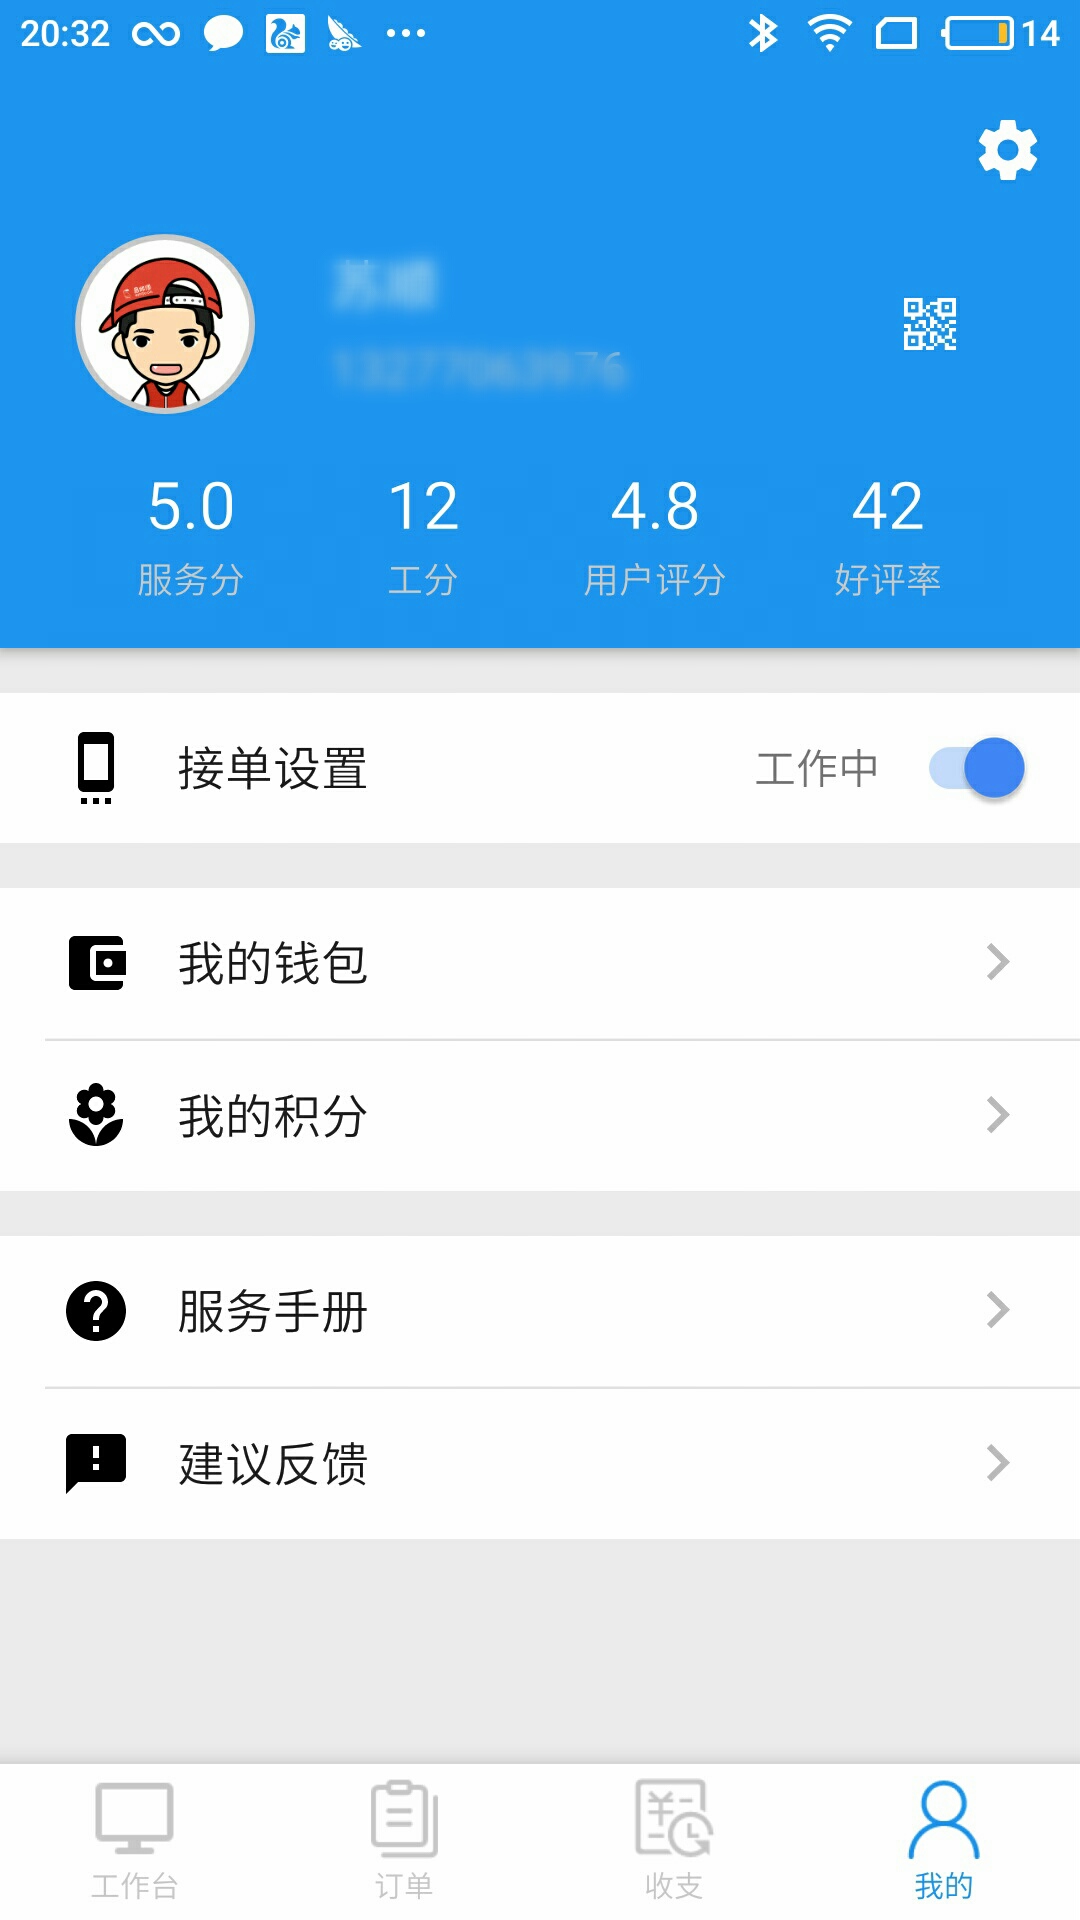 20:32
14
5.0 12 4.8 42
服务分 工分 用户评分 好评率
接单设置 工作中
我的钱包
我的积分
服务手册
建议反馈
工作台 订单 收支 我的